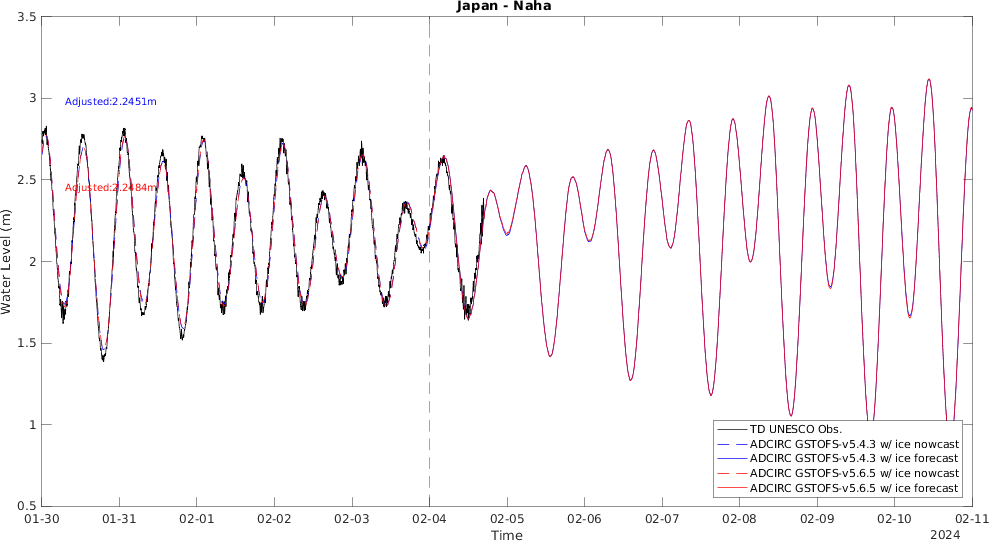 Japan - Naha
3.5
3
2.5
2
1.5
1
0.5
Water Level (m)
Adjusted:2.2451m
Adjusted:2.2484m
TD UNESCO Obs.
ADCIRC GSTOFS-v5.4.3 w/ ice nowcast
ADCIRC GSTOFS-v5.4.3 w/ ice forecast
ADCIRC GSTOFS-v5.6.5 w/ ice nowcast
ADCIRC GSTOFS-v5.6.5 w/ ice forecast
01-30 01-31 02-01 02-02 02-03 02-04 02-05 02-06 02-07 02-08 02-09 02-10 02-11
Time
2024